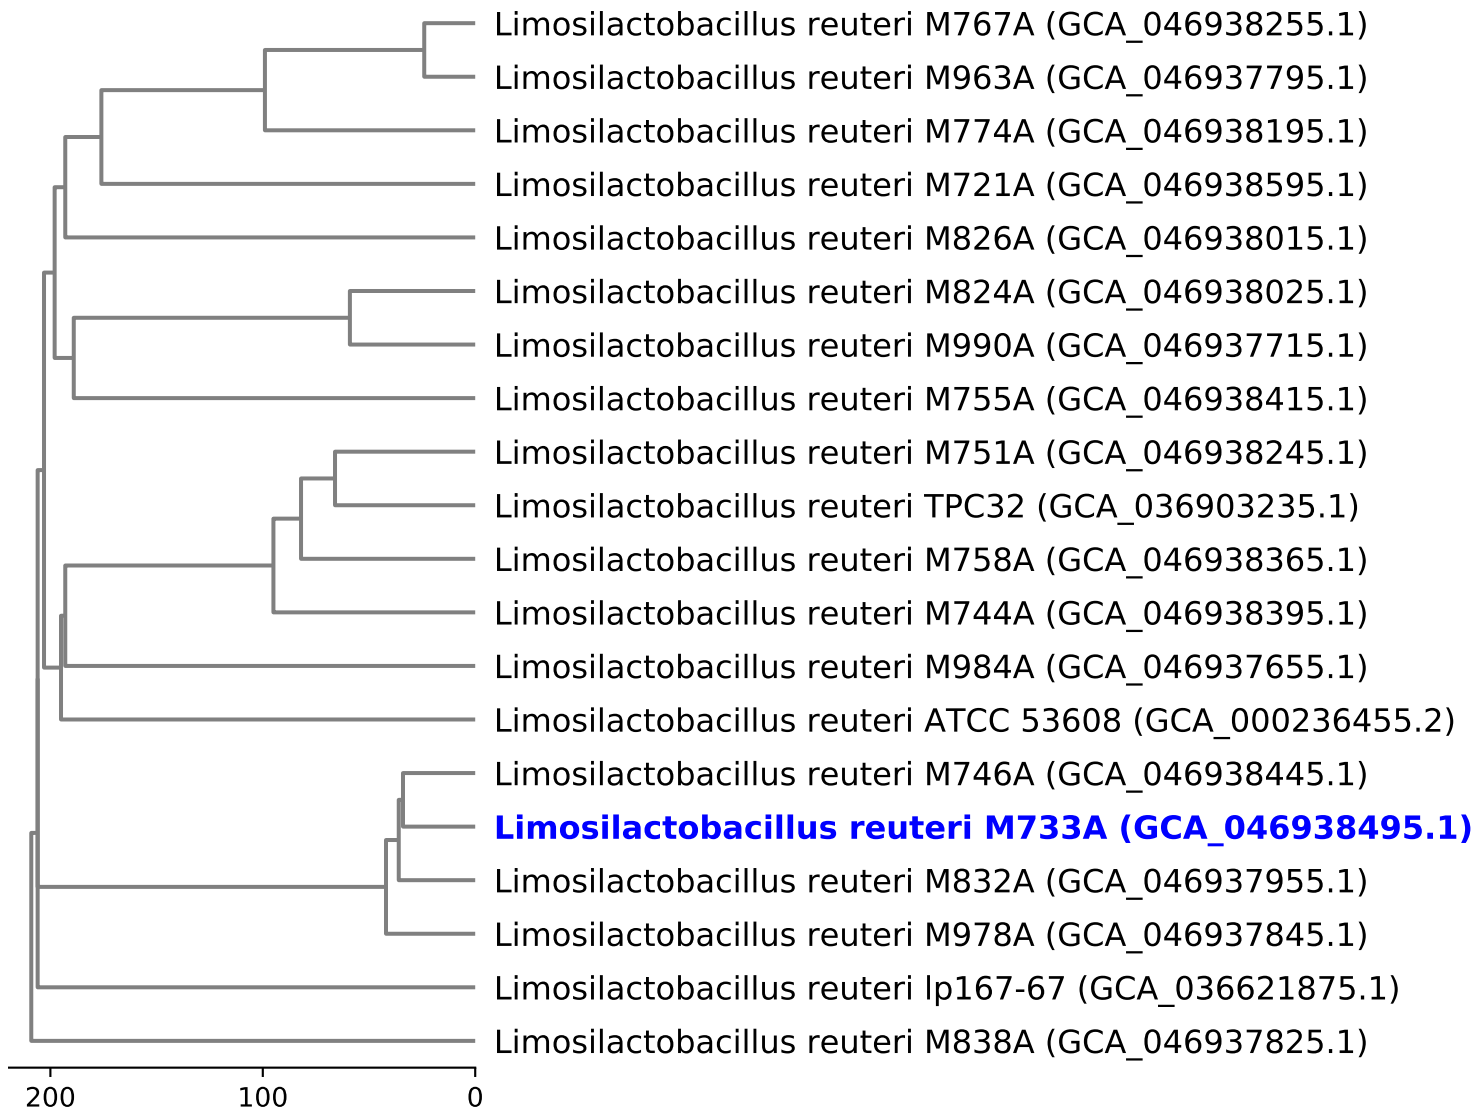 Limosilactobacillus reuteri M767A (GCA_046938255.1)
Limosilactobacillus reuteri M963A (GCA_046937795.1)
Limosilactobacillus reuteri M774A (GCA_046938195.1)
Limosilactobacillus reuteri M721A (GCA_046938595.1)
Limosilactobacillus reuteri M826A (GCA_046938015.1)
Limosilactobacillus reuteri M824A (GCA_046938025.1)
Limosilactobacillus reuteri M990A (GCA_046937715.1)
Limosilactobacillus reuteri M755A (GCA_046938415.1)
Limosilactobacillus reuteri M751A (GCA_046938245.1)
Limosilactobacillus reuteri TPC32 (GCA_036903235.1)
Limosilactobacillus reuteri M758A (GCA_046938365.1)
Limosilactobacillus reuteri M744A (GCA_046938395.1)
Limosilactobacillus reuteri M984A (GCA_046937655.1)
Limosilactobacillus reuteri ATCC 53608 (GCA_000236455.2)
Limosilactobacillus reuteri M746A (GCA_046938445.1)
Limosilactobacillus reuteri M733A (GCA_046938495.1)
Limosilactobacillus reuteri M832A (GCA_046937955.1)
Limosilactobacillus reuteri M978A (GCA_046937845.1)
Limosilactobacillus reuteri lp167-67 (GCA_036621875.1)
Limosilactobacillus reuteri M838A (GCA_046937825.1)
200 100 0